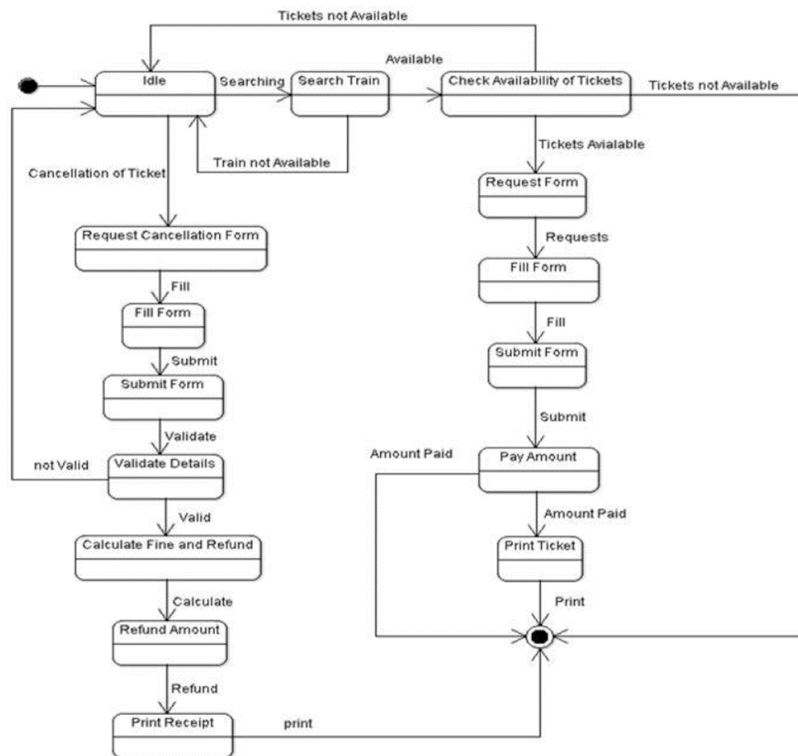 Tickets not Available
Idle
Searching
Search Train
Available
Check Availability of Tickets
Tickets not Available
Train not Available
Tickets Avialable
Cancellation of Ticket
Request Form
Request Cancellation Form
Requests
Fill Form
Fill
Fill Form
Fill
Submit Form
Submit
Submit Form
Submit
Validate
Amount Paid
Pay Amount
not Valid
Validate Details
Amount Paid
Valid
Calculate Fine and Refund
Print Ticket
Calculate
Print
Refund Amount
Refund
Print Receipt
print